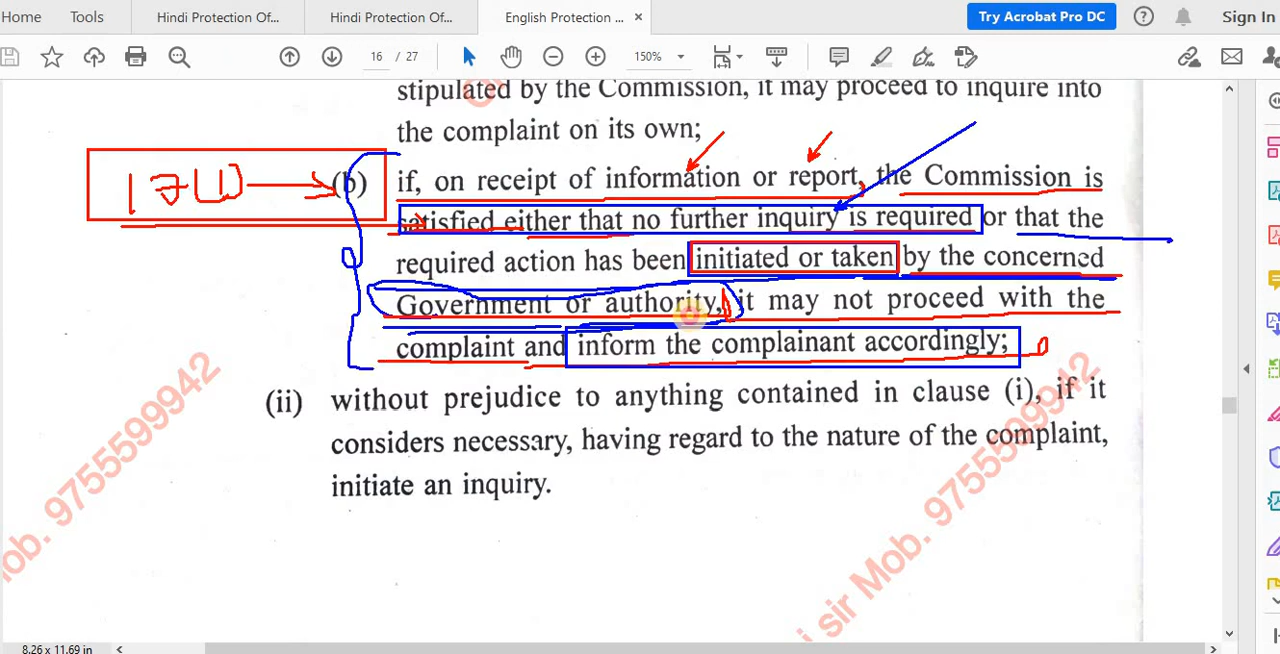 Home Tools Hindi Protection Of... Hindi Protection Of... English Protection ... × Try Acrobat Pro DC Sign In
16 / 27 150%
stipulated by the Commission, it may proceed to inquire into
the complaint on its own;
17(1) (b) if, on receipt of information or report, the Commission is
satisfied either that no further inquiry is required or that the
required action has been initiated or taken by the concerned
Government or authority, it may not proceed with the
complaint and inform the complainant accordingly;
(ii) without prejudice to anything contained in clause (i), if it
considers necessary, having regard to the nature of the complaint,
initiate an inquiry.
ob. 9755599942
i sir Mob. 9755599942
8.26 x 11.69 in